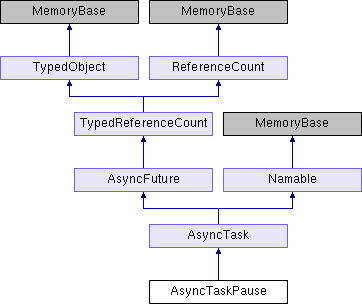 MemoryBase MemoryBase
TypedObject ReferenceCount
TypedReferenceCount MemoryBase
AsyncFuture Namable
AsyncTask
AsyncTaskPause